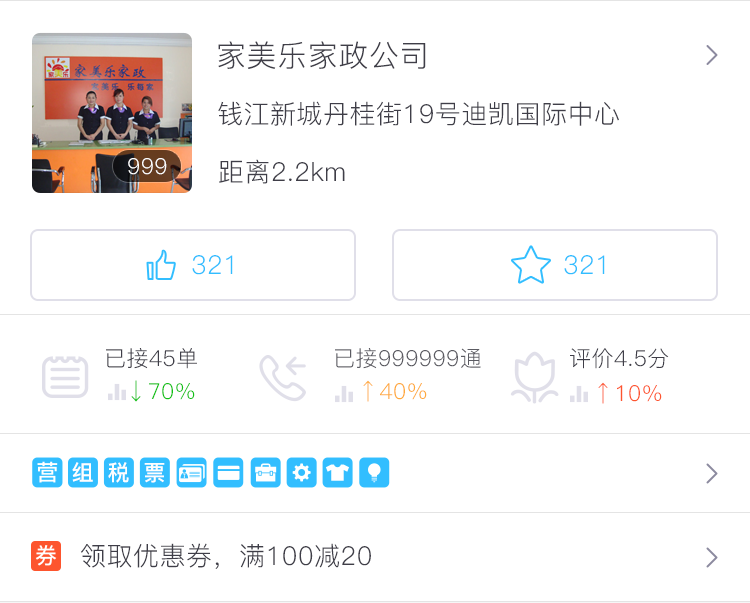 家美乐家政
999
家美乐家政公司
钱江新城丹桂街19号迪凯国际中心
距离2.2km
321
321
已接45单
↓70%
已接999999通
↑40%
评价4.5分
↑10%
营 组 税 票
券 领取优惠券，满100减20